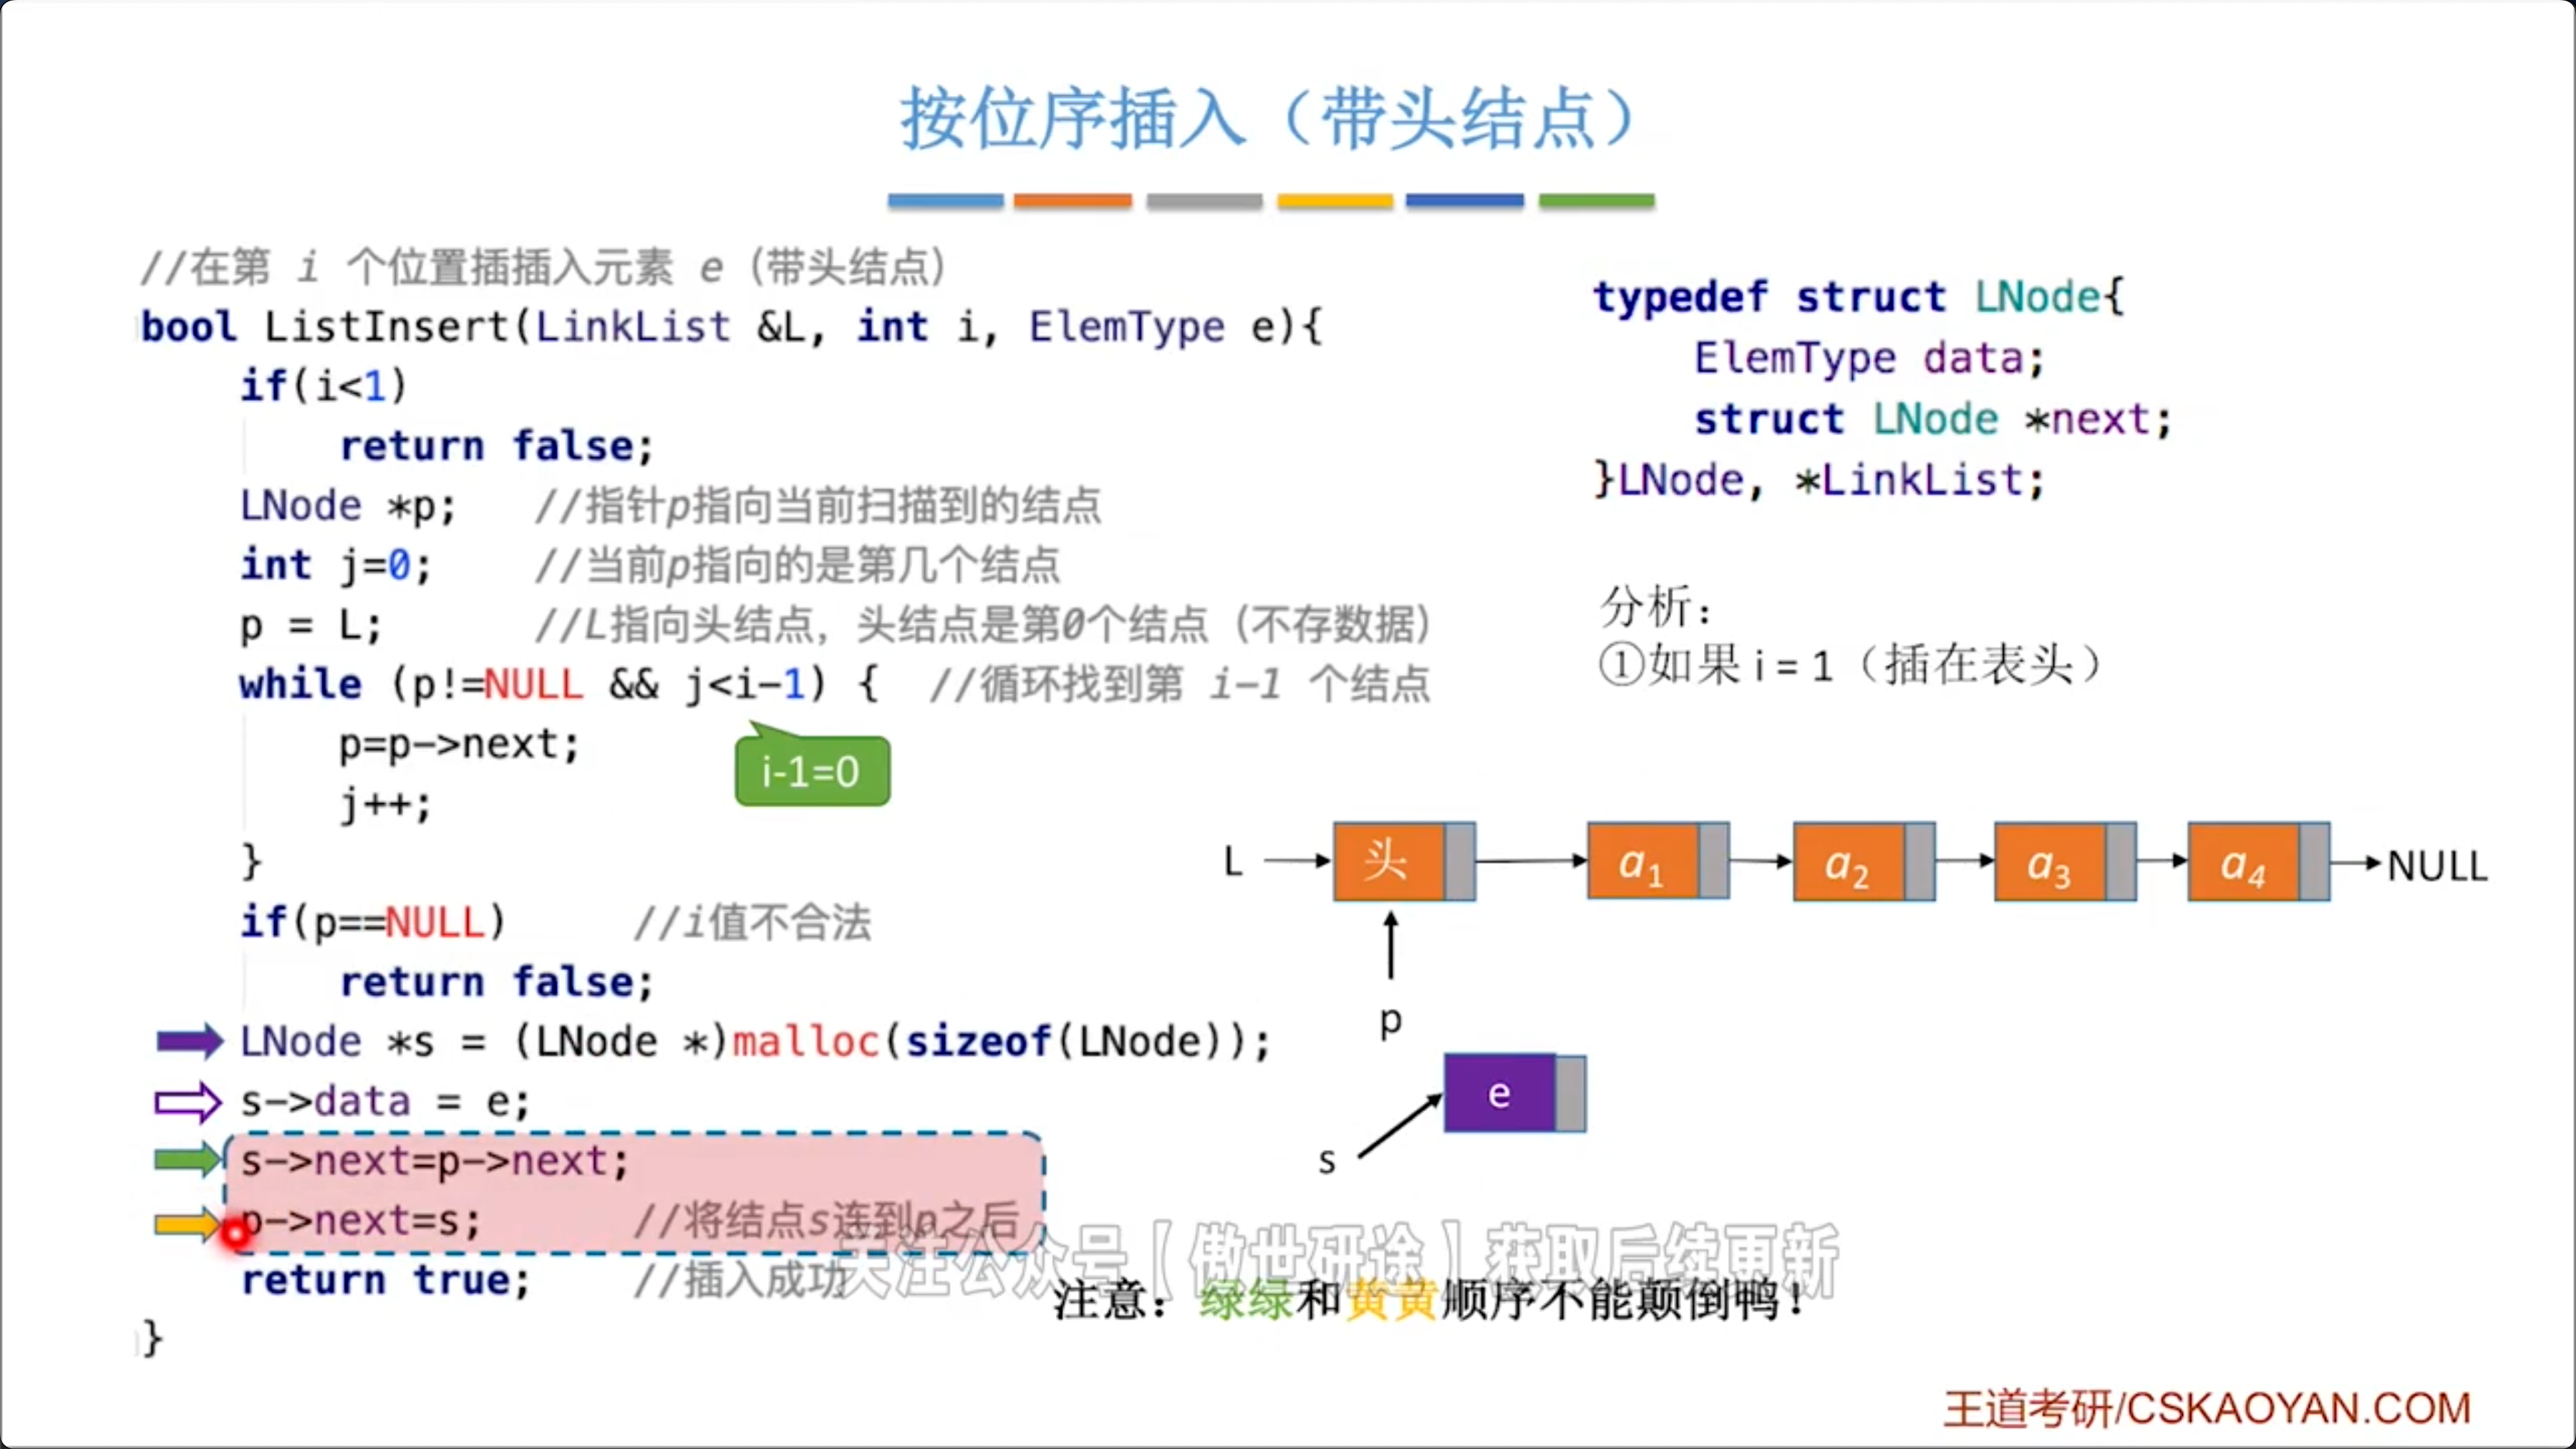 按位序插入（带头结点）
//在第 i 个位置插插入元素 e（带头结点）
bool ListInsert(LinkList &L, int i, ElemType e){
if(i<1)
return false;
LNode *p; //指针p指向当前扫描到的结点
int j=0; //当前p指向的是第几个结点
p = L; //L指向头结点，头结点是第0个结点（不存数据）
while (p!=NULL && j<i-1) { //循环找到第 i-1 个结点
p=p->next;
i-1=0
j++;
}
if(p==NULL) //i值不合法
return false;
LNode *s = (LNode *)malloc(sizeof(LNode));
s->data = e;
s->next=p->next;
p->next=s; //将结点s连到p之后
return true; //插入成功
}
typedef struct LNode{
ElemType data;
struct LNode *next;
}LNode, *LinkList;
分析：
①如果 i = 1（插在表头）
L 头 a1 a2 a3 a4 NULL
p
e
s
关注公众号【傲世研途】获取后续更新
注意：绿绿和黄黄顺序不能颠倒鸭！
王道考研/CSKAOYAN.COM